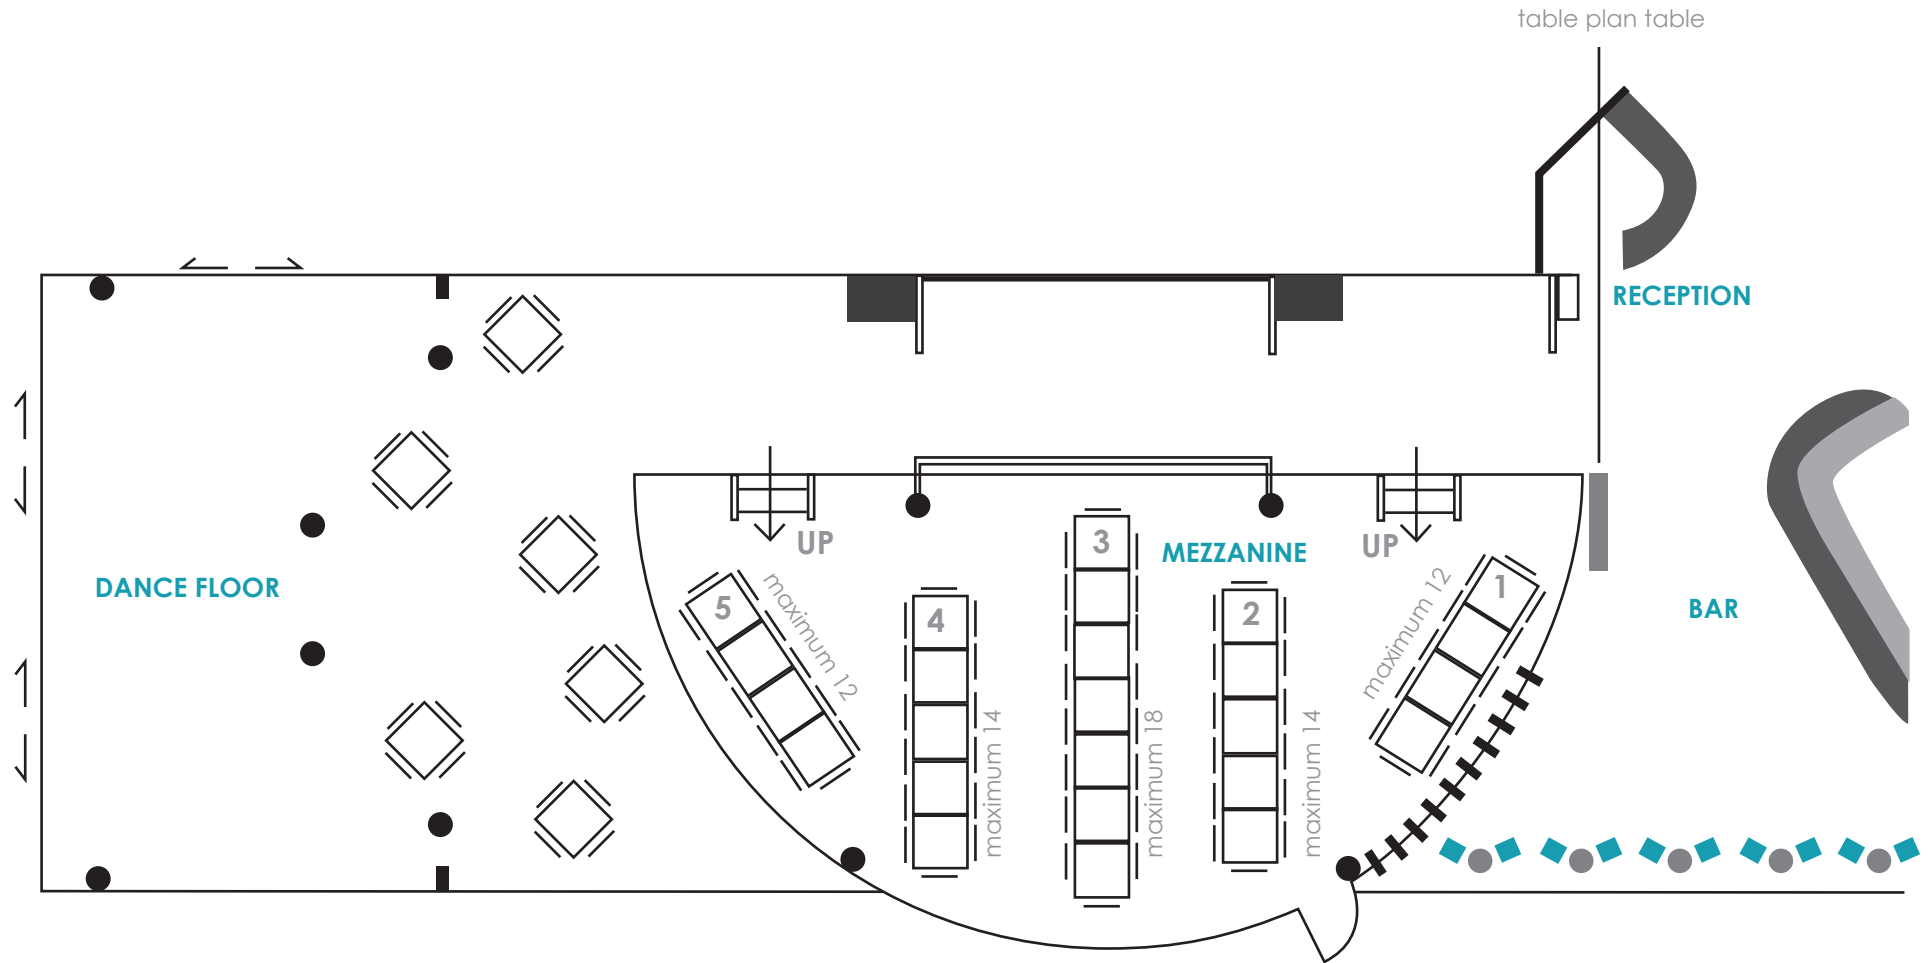 table plan table
RECEPTION
UP
UP
3
MEZZANINE
1
5
maximum 12
4
2
maximum 12
DANCE FLOOR
BAR
maximum 14
maximum 18
maximum 14